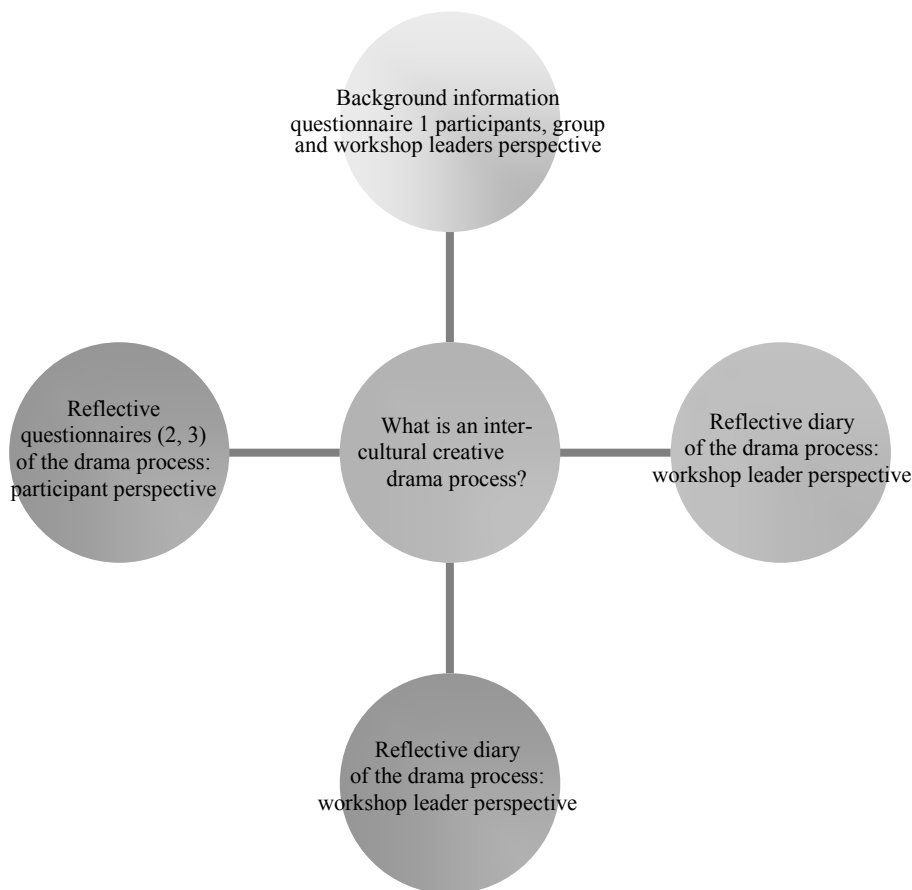 Background information
questionnaire 1 participants, group
and workshop leaders perspective
Reflective
questionnaires (2, 3)
of the drama process:
participant perspective
What is an inter-
cultural creative
drama process?
Reflective diary
of the drama process:
workshop leader perspective
Reflective diary
of the drama process:
workshop leader perspective